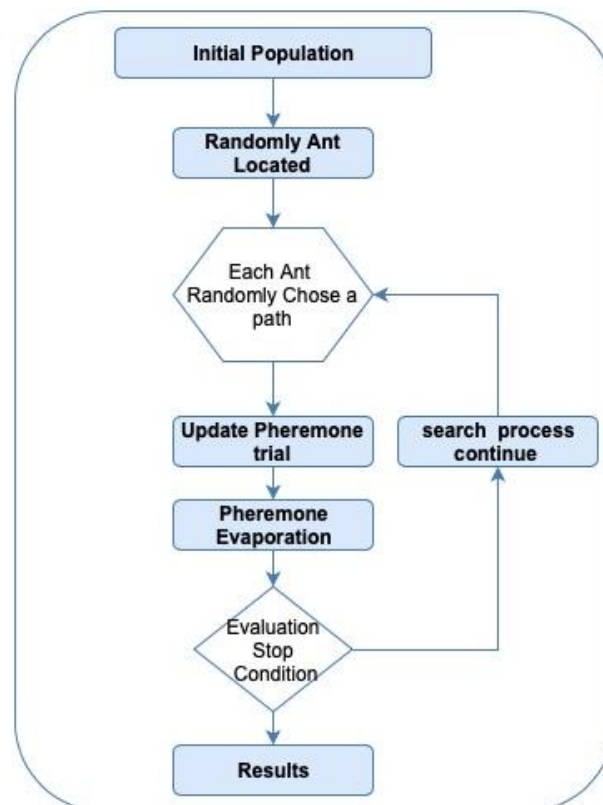 Initial Population
Randomly Ant
Located
Each Ant
Randomly Chose a
path
Update Pheremone
trial
search process
continue
Pheremone
Evaporation
Evaluation
Stop
Condition
Results